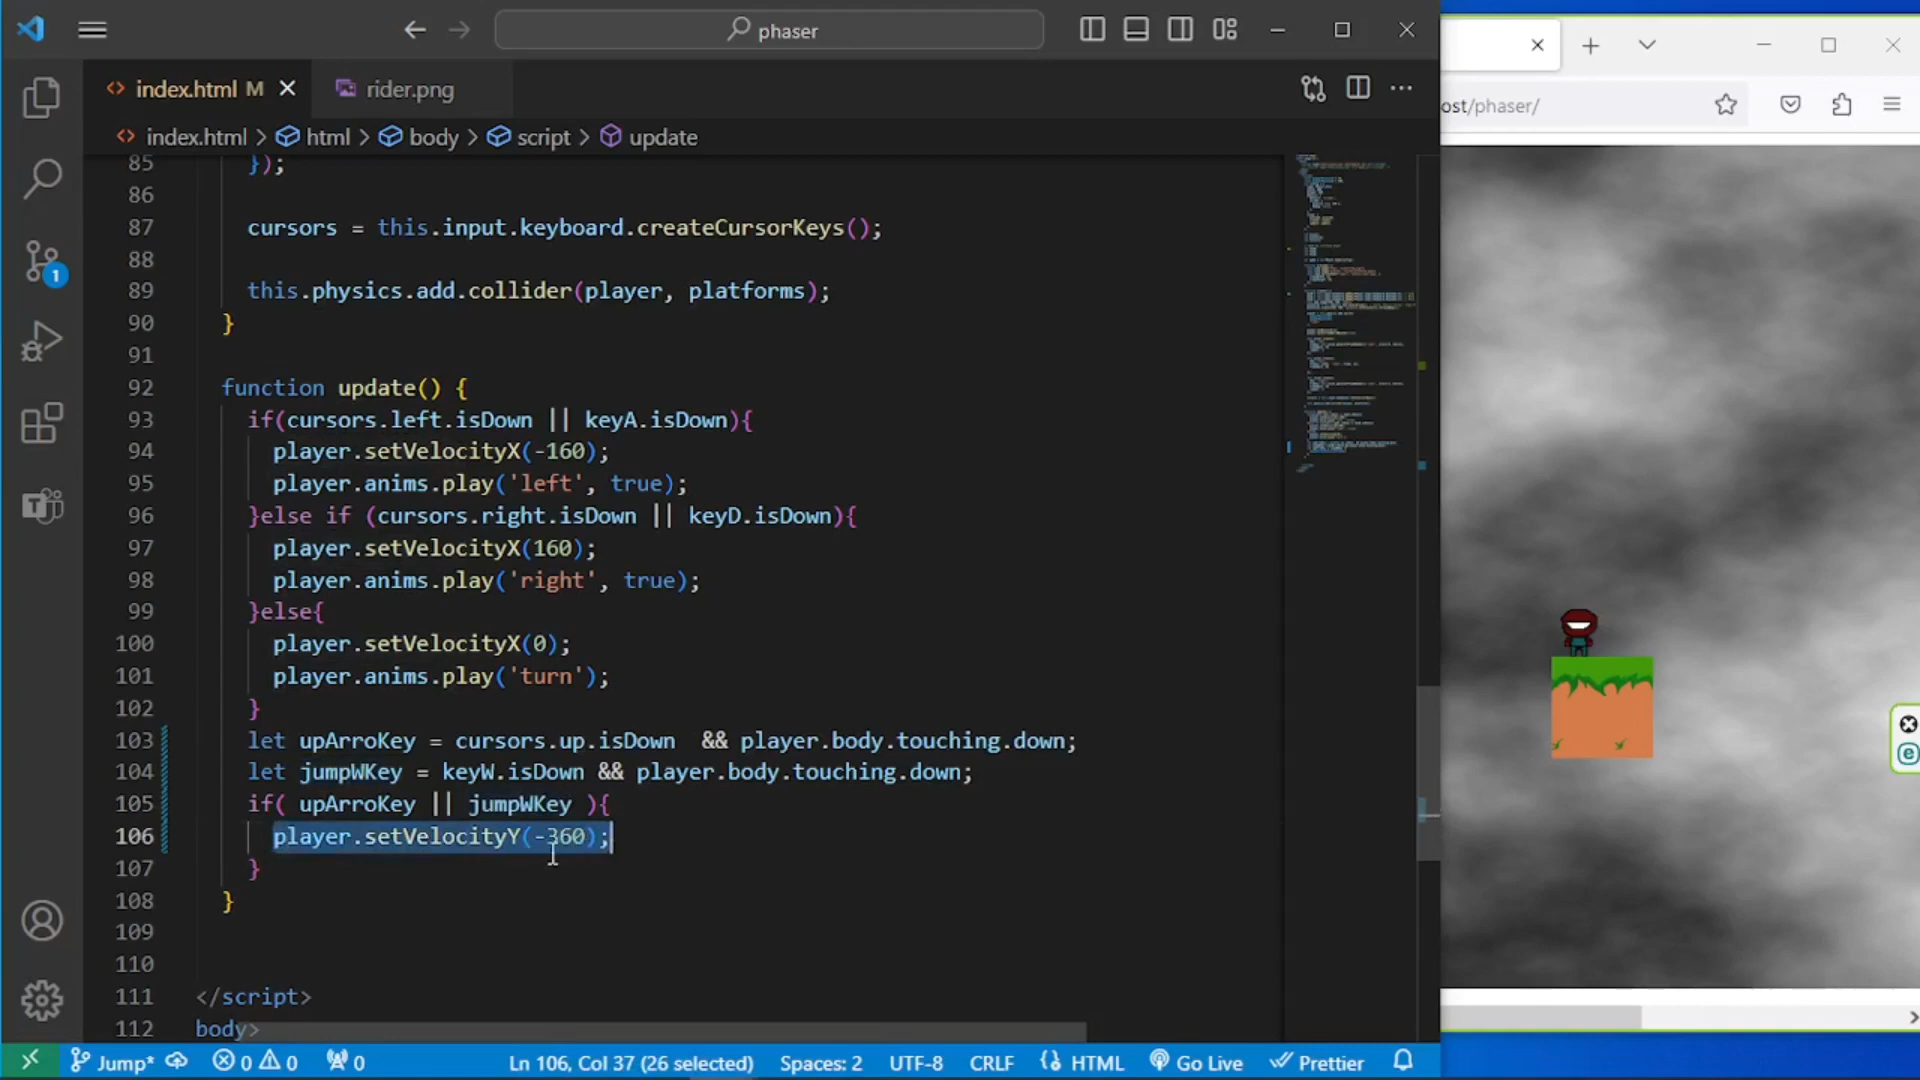 phaser
index.html M
rider.png
index.html > html > body > script > update
ost/phaser/
85 });
86
87 cursors = this.input.keyboard.createCursorKeys();
88
89 this.physics.add.collider(player, platforms);
90 }
91
92 function update() {
93 if(cursors.left.isDown || keyA.isDown){
94 player.setVelocityX(-160);
95 player.anims.play('left', true);
96 }else if (cursors.right.isDown || keyD.isDown){
97 player.setVelocityX(160);
98 player.anims.play('right', true);
99 }else{
100 player.setVelocityX(0);
101 player.anims.play('turn');
102 }
103 let upArroKey = cursors.up.isDown  && player.body.touching.down;
104 let jumpWKey = keyW.isDown && player.body.touching.down;
105 if( upArroKey || jumpWKey ){
106 player.setVelocityY(-360);
107 }
108 }
109
110
111 </script>
112 body>
1
Jump* 0 0 0 Ln 106, Col 37 (26 selected) Spaces: 2 UTF-8 CRLF HTML Go Live Prettier